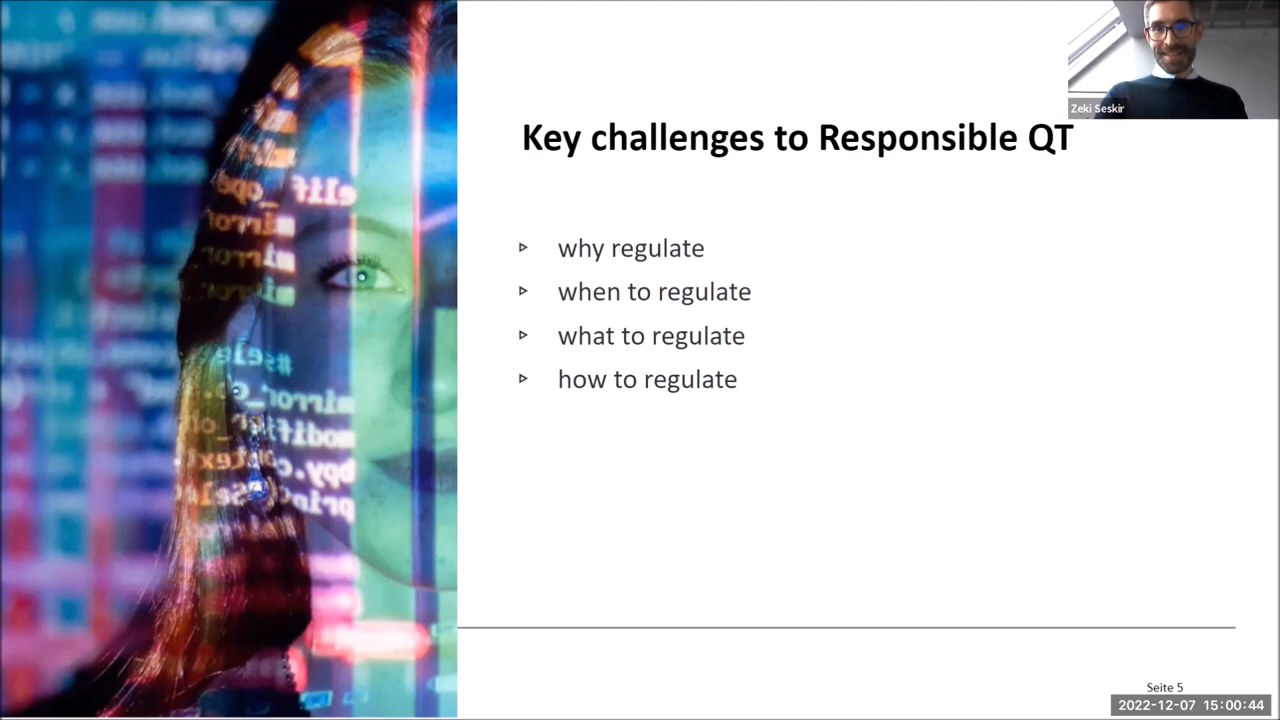 Zeki Seskir
Key challenges to Responsible QT
why regulate
when to regulate
what to regulate
how to regulate
Seite 5
2022-12-07 15:00:44